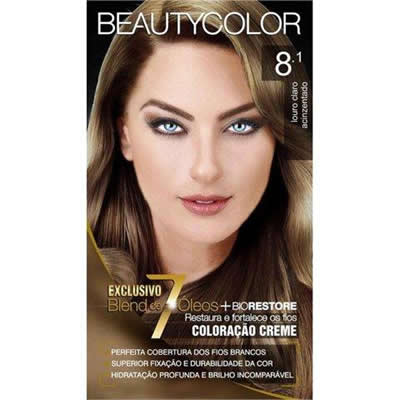 BEAUTYCOLOR
8.1
louro claro
acinzentado
EXCLUSIVO
Blend de 7 Óleos + BIORESTORE
Restaura e fortalece os fios
COLORAÇÃO CREME
PERFEITA COBERTURA DOS FIOS BRANCOS
SUPERIOR FIXAÇÃO E DURABILIDADE DA COR
HIDRATAÇÃO PROFUNDA E BRILHO INCOMPARÁVEL